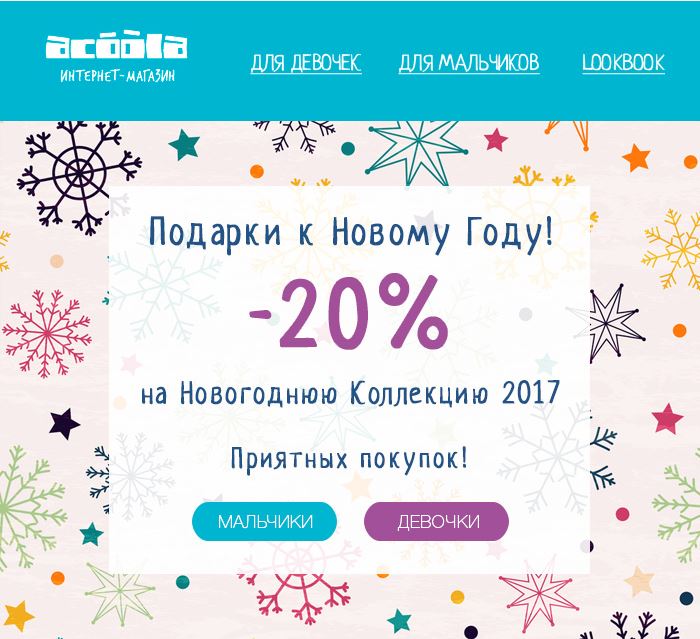 acoola
ИНТЕРНЕТ-МАГАЗИН
ДЛЯ ДЕВОЧЕК ДЛЯ МАЛЬЧИКОВ LOOKBOOK
Подарки к Новому Году!
-20%
на Новогоднюю Коллекцию 2017
Приятных покупок!
МАЛЬЧИКИ ДЕВОЧКИ